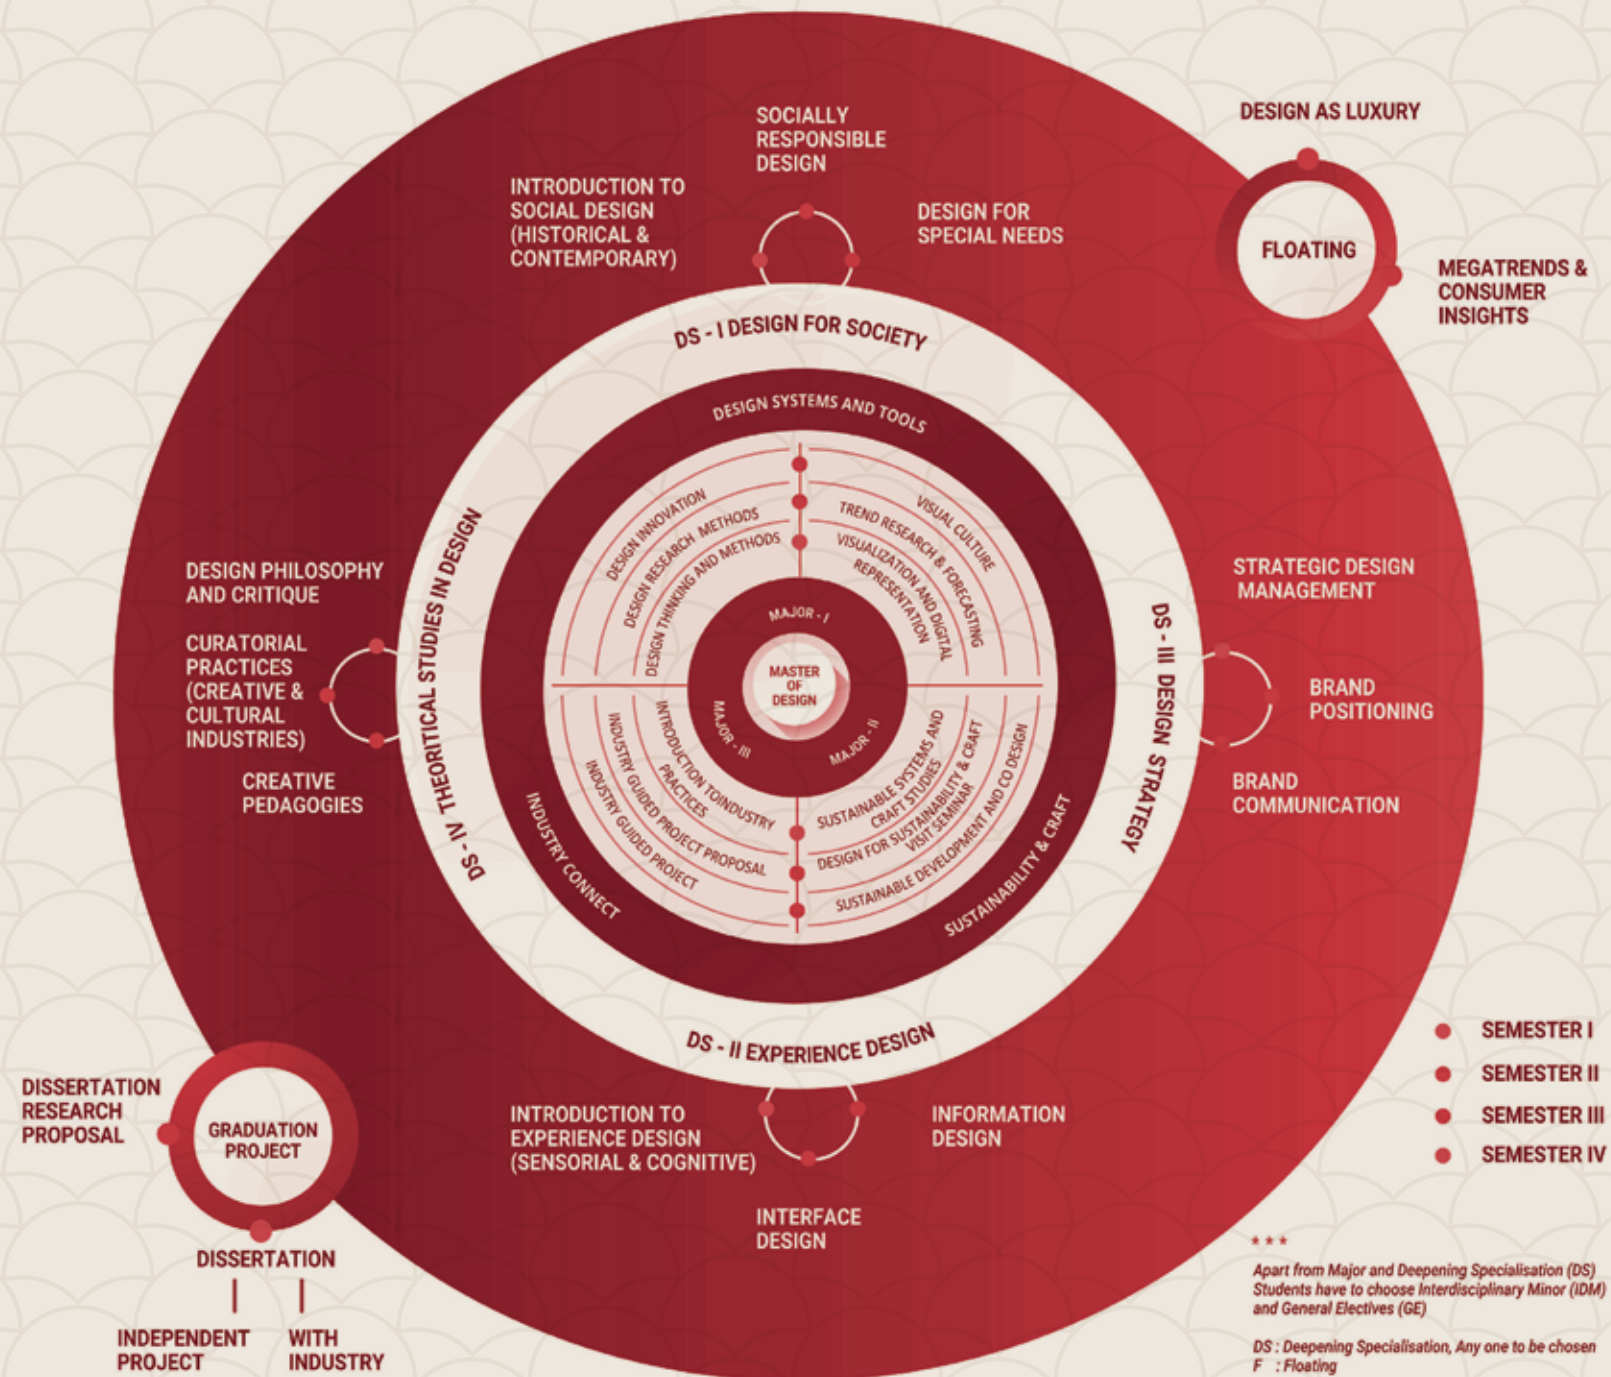 SOCIALLY
RESPONSIBLE
DESIGN
INTRODUCTION TO
SOCIAL DESIGN
(HISTORICAL &
CONTEMPORARY)
DESIGN FOR
SPECIAL NEEDS
DESIGN AS LUXURY
FLOATING
MEGATRENDS &
CONSUMER
INSIGHTS
DS - I DESIGN FOR SOCIETY
DESIGN SYSTEMS AND TOOLS
DESIGN INNOVATION
DESIGN RESEARCH METHODS
DESIGN THINKING AND METHODS
VISUAL CULTURE
TREND RESEARCH & FORECASTING
VISUALIZATION AND DIGITAL
REPRESENTATION
MAJOR - I
MASTER
OF
DESIGN
MAJOR - III
MAJOR - II
INTRODUCTION TOINDUSTRY
PRACTICES
INDUSTRY GUIDED PROJECT PROPOSAL
INDUSTRY GUIDED PROJECT
SUSTAINABLE SYSTEMS AND
CRAFT STUDIES
DESIGN FOR SUSTAINABILITY & CRAFT
VISIT SEMINAR
SUSTAINABLE DEVELOPMENT AND CO DESIGN
INDUSTRY CONNECT
SUSTAINABILITY & CRAFT
DS - IV THEORITICAL STUDIES IN DESIGN
DESIGN PHILOSOPHY
AND CRITIQUE
CURATORIAL
PRACTICES
(CREATIVE &
CULTURAL
INDUSTRIES)
CREATIVE
PEDAGOGIES
DS - III DESIGN STRATEGY
STRATEGIC DESIGN
MANAGEMENT
BRAND
POSITIONING
BRAND
COMMUNICATION
DS - II EXPERIENCE DESIGN
INTRODUCTION TO
EXPERIENCE DESIGN
(SENSORIAL & COGNITIVE)
INFORMATION
DESIGN
INTERFACE
DESIGN
DISSERTATION
RESEARCH
PROPOSAL
GRADUATION
PROJECT
DISSERTATION
INDEPENDENT
PROJECT
WITH
INDUSTRY
SEMESTER I
SEMESTER II
SEMESTER III
SEMESTER IV
***
Apart from Major and Deepening Specialisation (DS)
Students have to choose Interdisciplinary Minor (IDM)
and General Electives (GE)
DS : Deepening Specialisation, Any one to be chosen
F : Floating